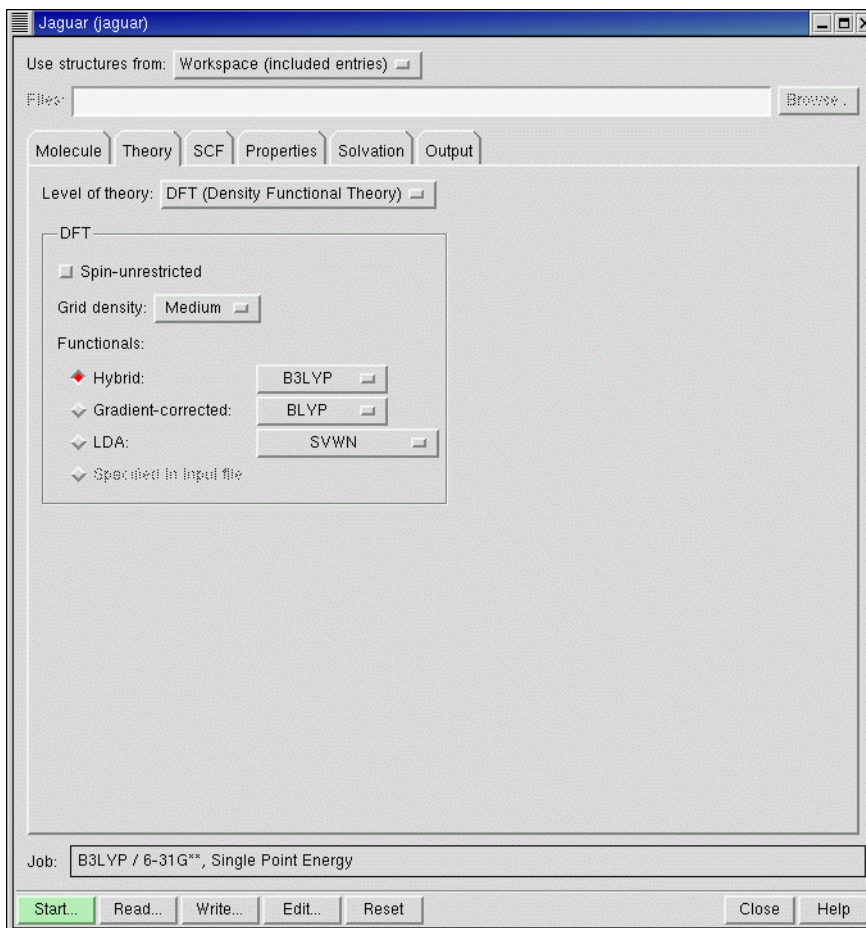 Jaguar (jaguar)
Use structures from: Workspace (included entries)
Files: Browse...
Molecule Theory SCF Properties Solvation Output
Level of theory: DFT (Density Functional Theory)
DFT
Spin-unrestricted
Grid density: Medium
Functionals:
Hybrid: B3LYP
Gradient-corrected: BLYP
LDA: SVWN
Specified in input file
Job: B3LYP / 6-31G**, Single Point Energy
Start... Read... Write... Edit... Reset Close Help